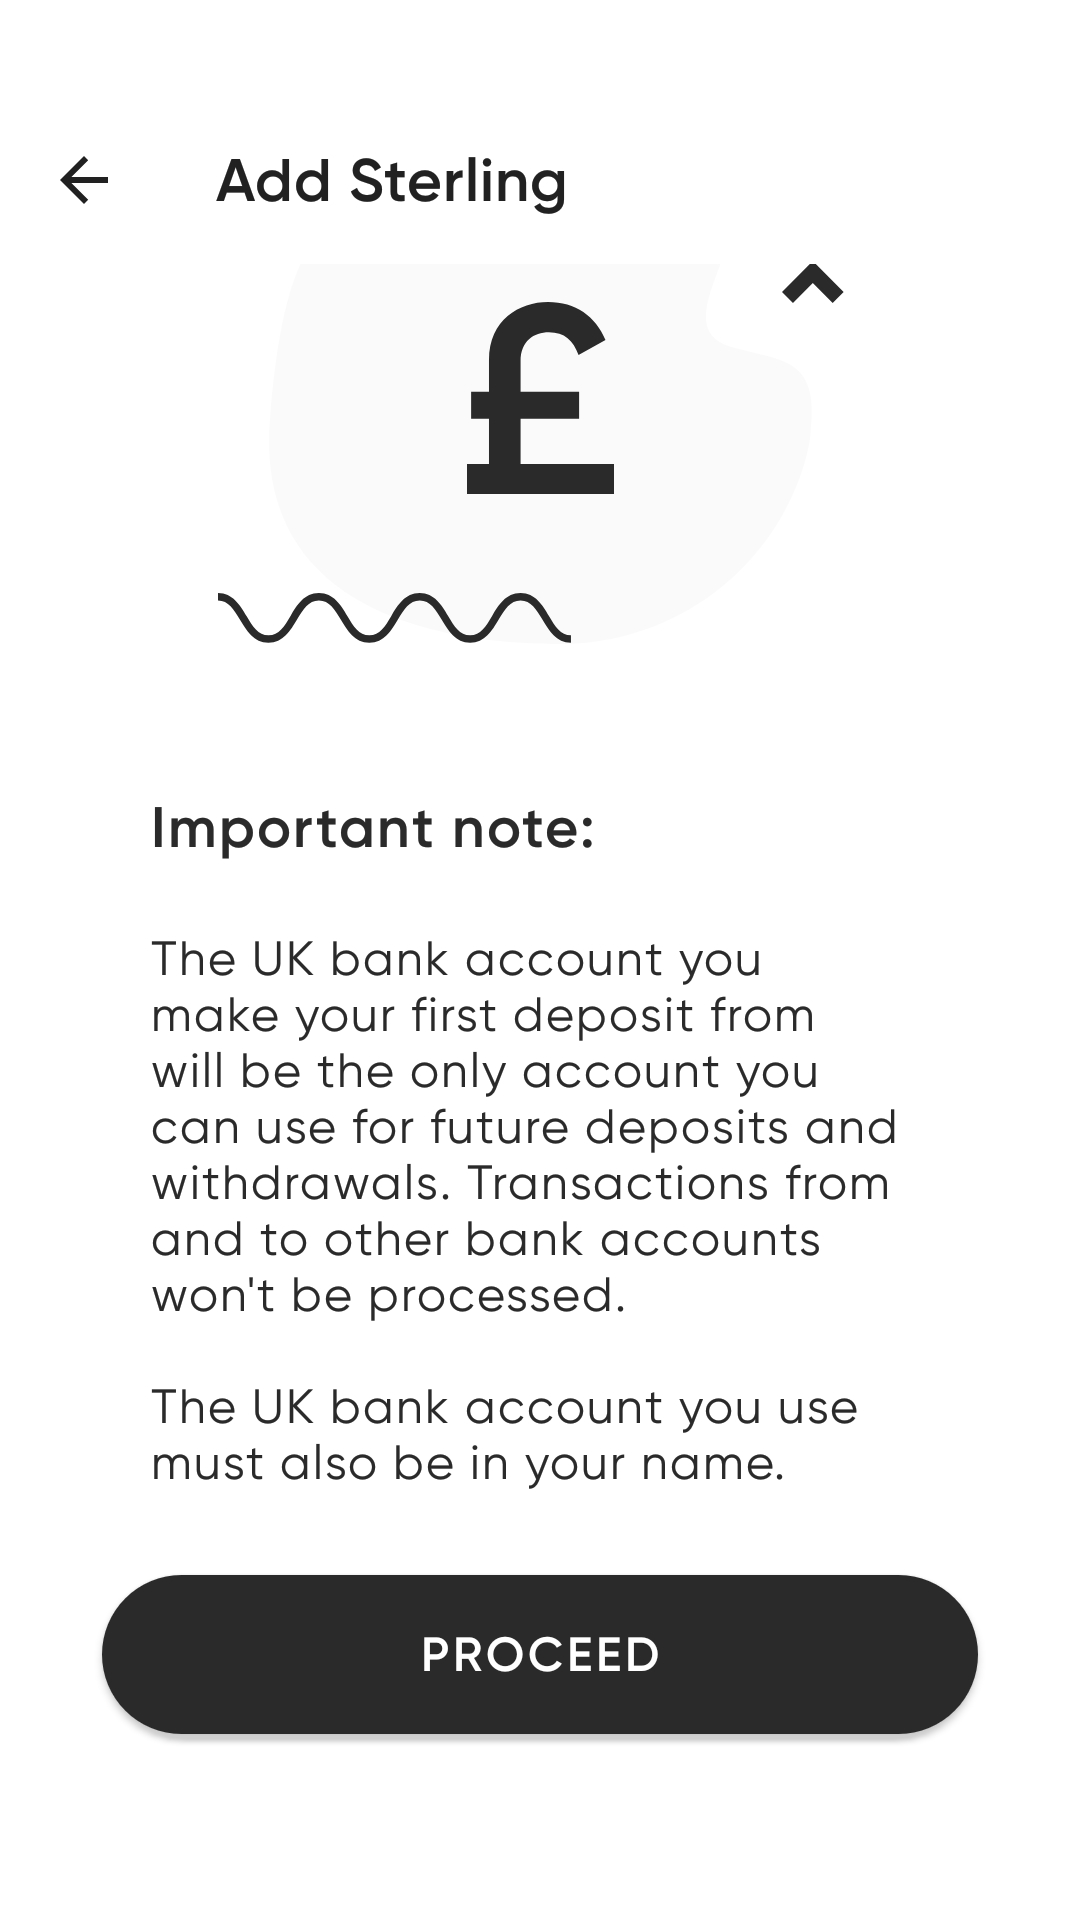 Add Sterling
£
Important note:
The UK bank account you
make your first deposit from
will be the only account you
can use for future deposits and
withdrawals. Transactions from
and to other bank accounts
won't be processed.
The UK bank account you use
must also be in your name.
PROCEED